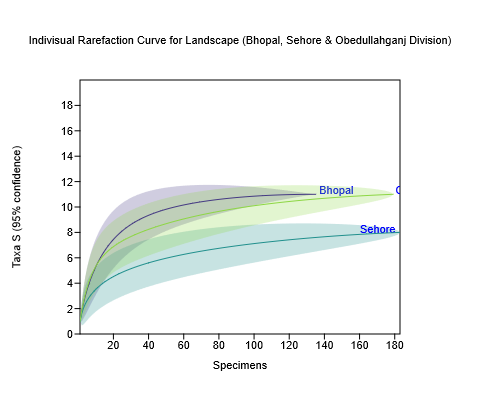 Indivisual Rarefaction Curve for Landscape (Bhopal, Sehore & Obedullahganj Division)
18
16
14
12
10
8
6
4
2
0
Taxa S (95% confidence)
Bhopal
Sehore
20 40 60 80 100 120 140 160 180
Specimens